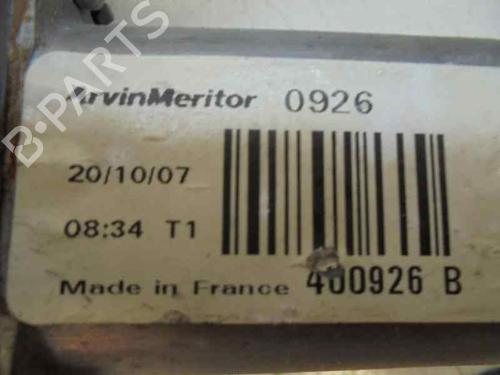 B-PARTS
ArvinMeritor 0926
20/10/07
08:34 T1
Made in France 400926 B